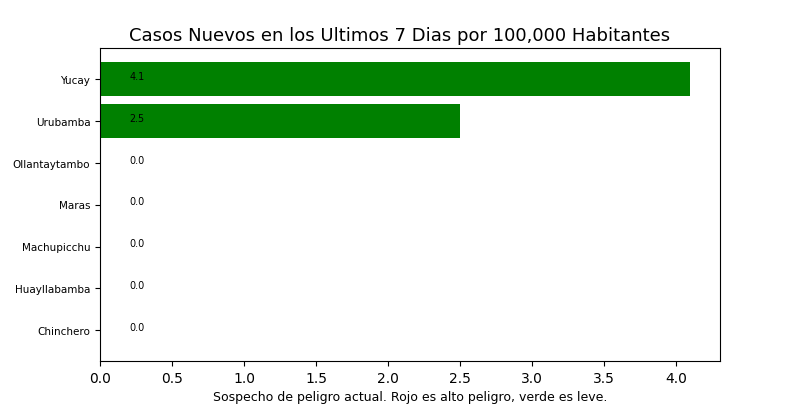 Casos Nuevos en los Ultimos 7 Dias por 100,000 Habitantes
Yucay 4.1
Urubamba 2.5
Ollantaytambo 0.0
Maras 0.0
Machupicchu 0.0
Huayllabamba 0.0
Chinchero 0.0
0.0 0.5 1.0 1.5 2.0 2.5 3.0 3.5 4.0
Sospecho de peligro actual. Rojo es alto peligro, verde es leve.